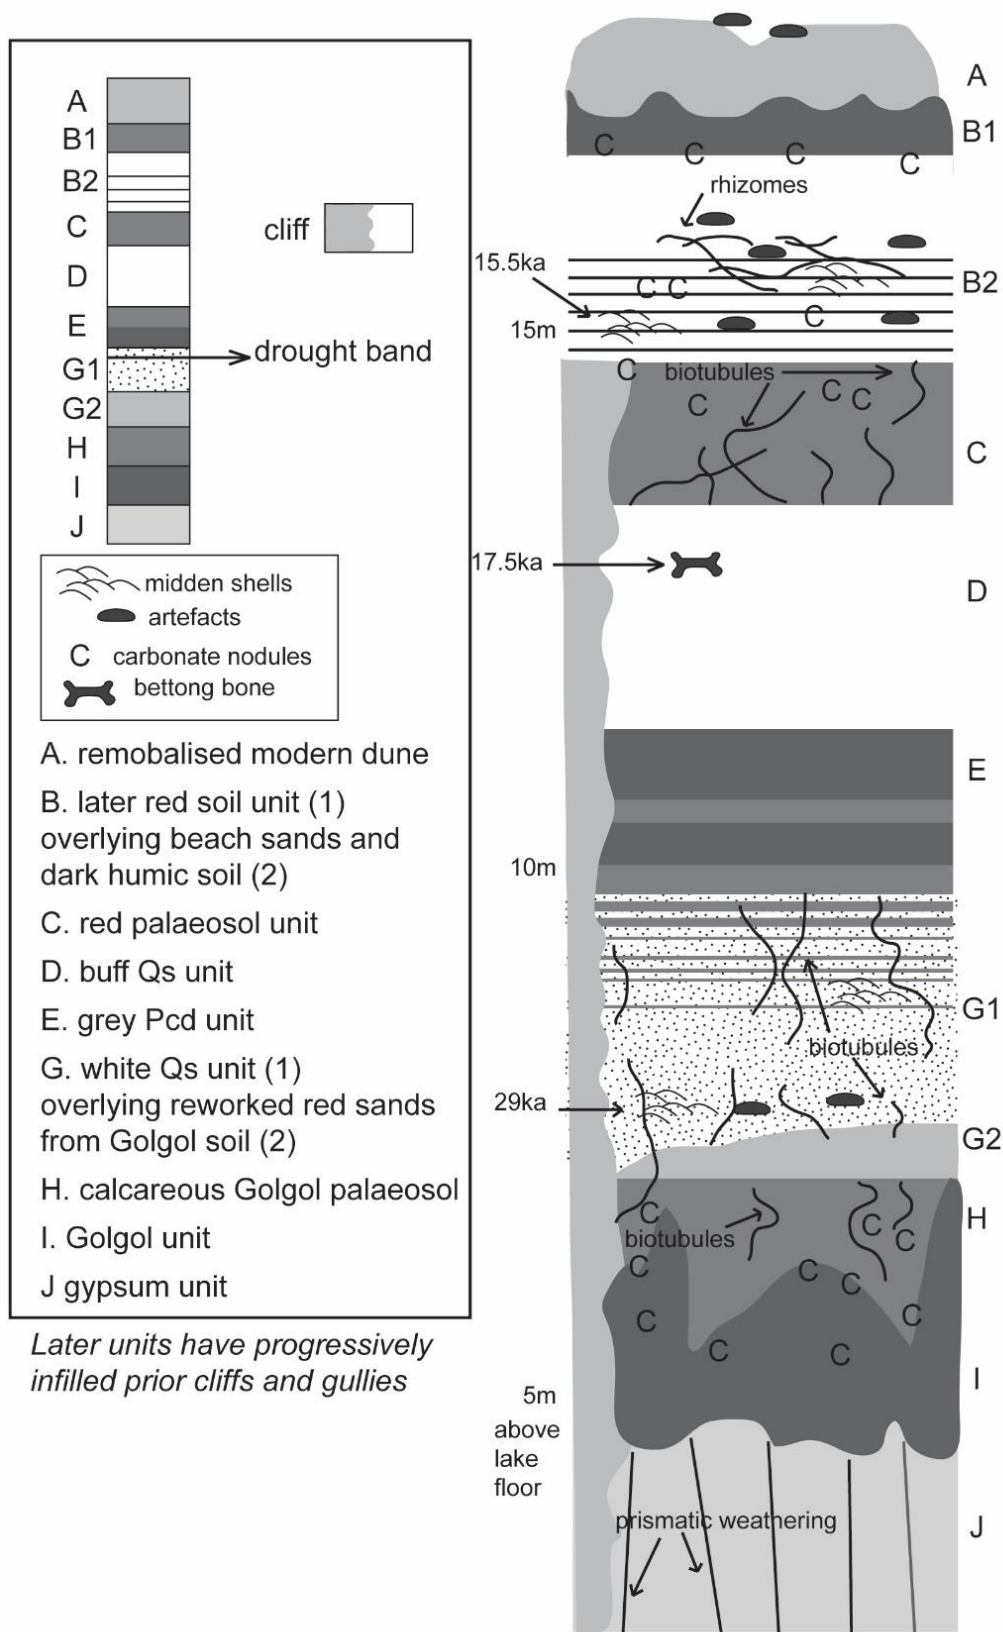 A
B1
B2
C
D
E
G1
G2
H
I
J
cliff
drought band
midden shells
artefacts
C carbonate nodules
bettong bone
A. remobalised modern dune
B. later red soil unit (1)
overlying beach sands and
dark humic soil (2)
C. red palaeosol unit
D. buff Qs unit
E. grey Pcd unit
G. white Qs unit (1)
overlying reworked red sands
from Golgol soil (2)
H. calcareous Golgol palaeosol
I. Golgol unit
J gypsum unit
Later units have progressively
infilled prior cliffs and gullies
A
B1
C C C C
rhizomes
15.5ka
B2
C C
C
15m
C
biotubules
C C C
C
17.5ka
D
E
10m
G1
biotubules
29ka
G2
H
C C C
biotubules
C C C
C C
C C
I
5m
above
lake
floor
prismatic weathering
J